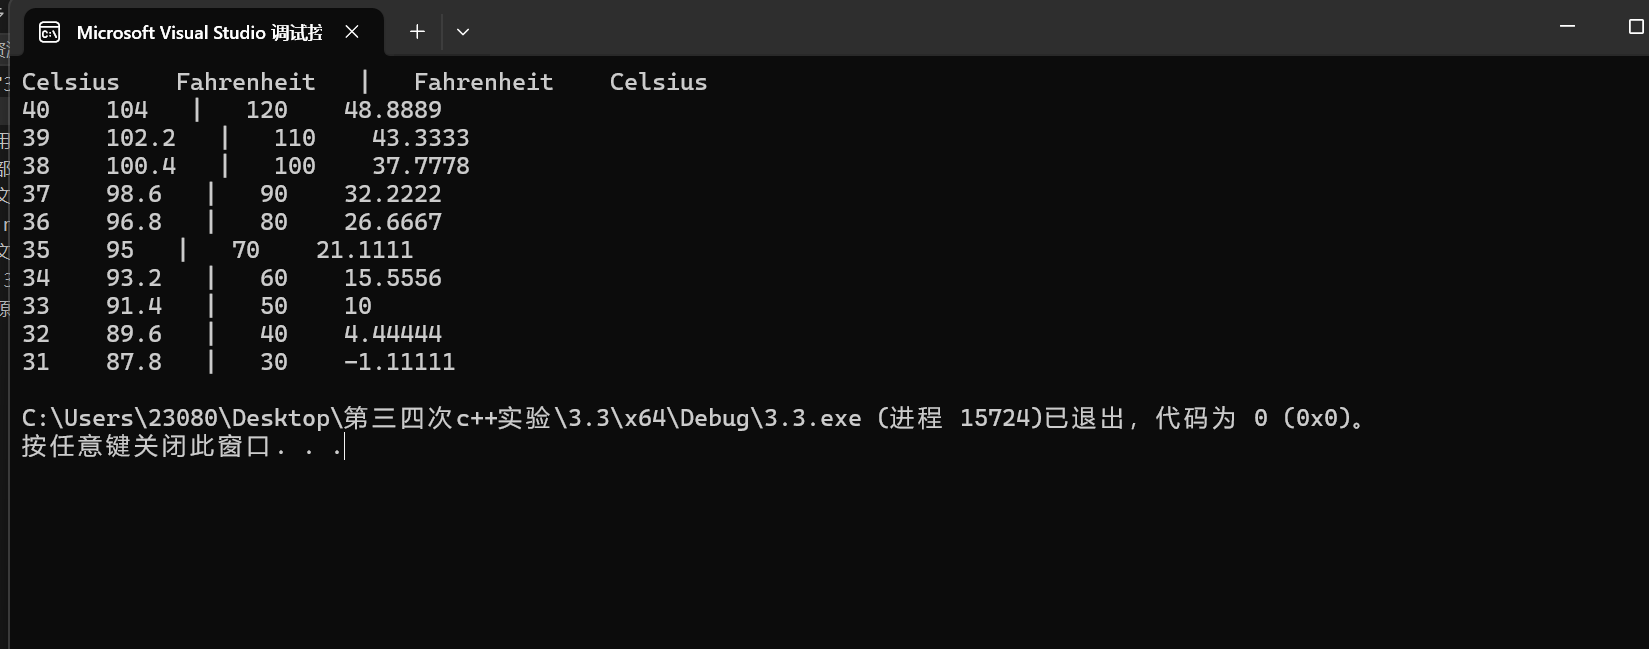 Microsoft Visual Studio 调试控
Celsius    Fahrenheit   |   Fahrenheit    Celsius
40    104   |   120    48.8889
39    102.2   |   110    43.3333
38    100.4   |   100    37.7778
37    98.6   |   90    32.2222
36    96.8   |   80    26.6667
35    95   |   70    21.1111
34    93.2   |   60    15.5556
33    91.4   |   50    10
32    89.6   |   40    4.44444
31    87.8   |   30    -1.11111
C:\Users\23080\Desktop\第三四次c++实验\3.3\x64\Debug\3.3.exe (进程 15724)已退出，代码为 0 (0x0)。
按任意键关闭此窗口. . .